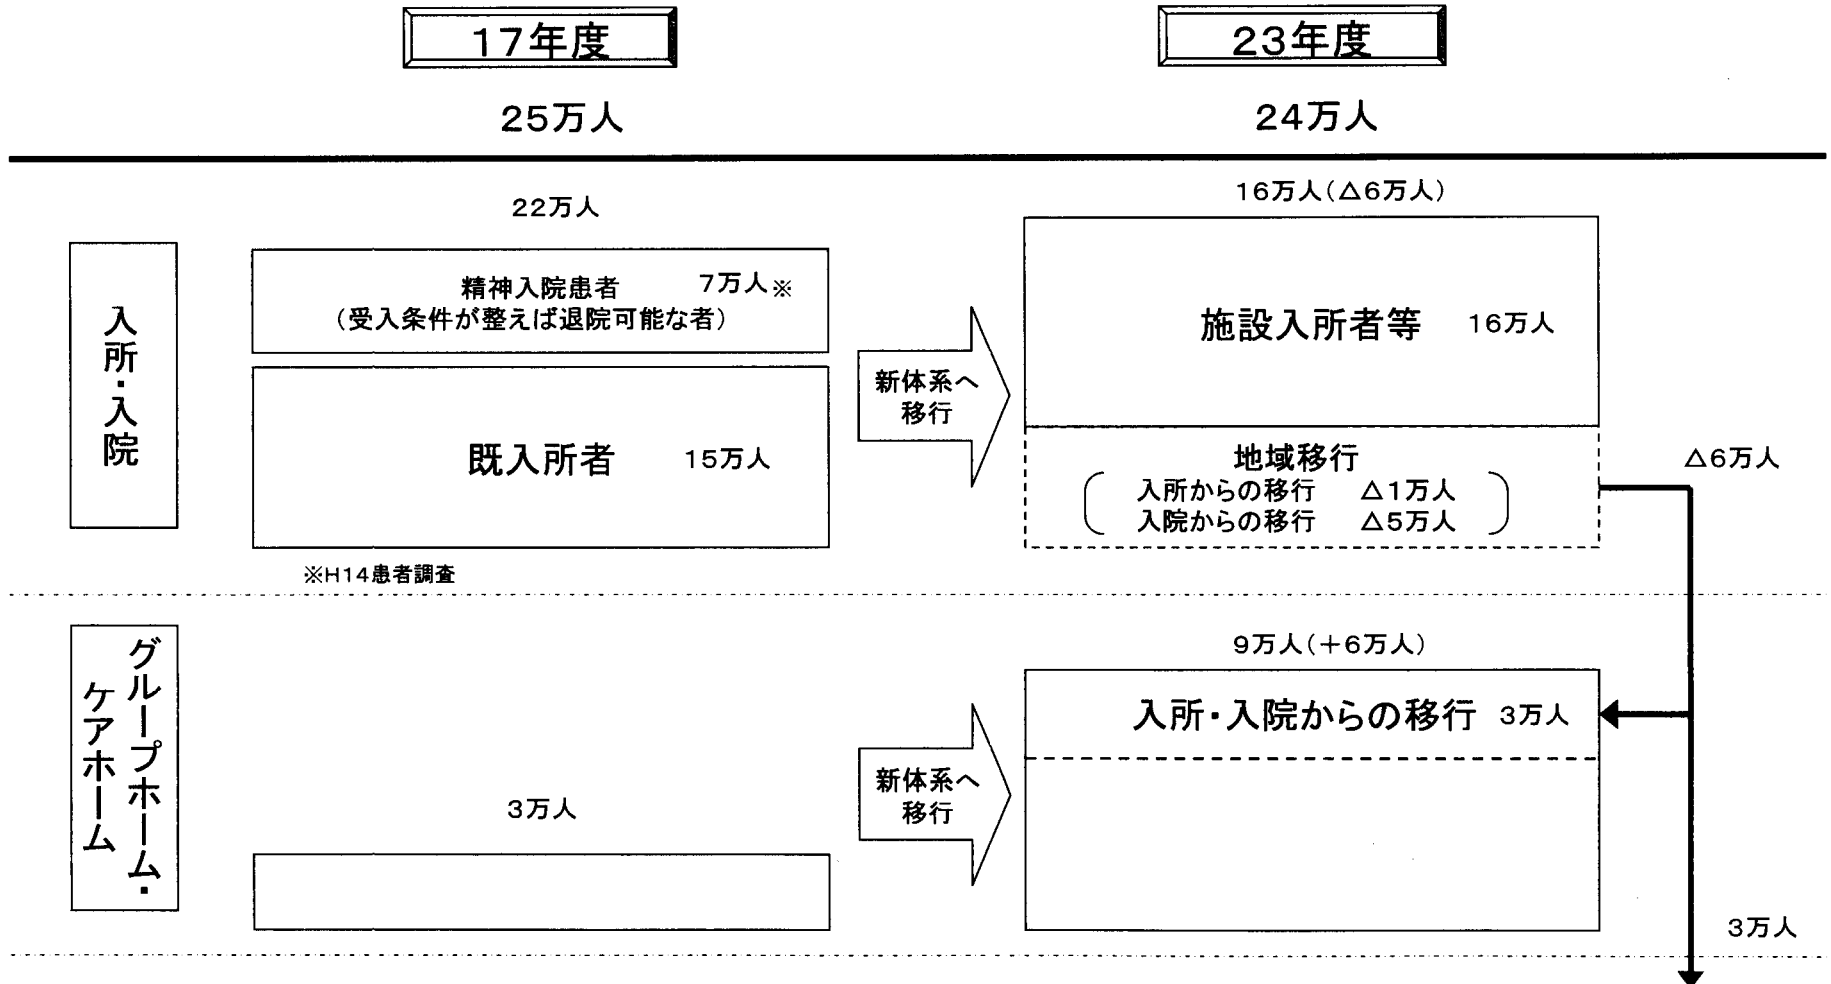 17年度
23年度
25万人
24万人
入所・入院
22万人
精神入院患者 7万人※
(受入条件が整えば退院可能な者)
既入所者 15万人
※H14患者調査
新体系へ
移行
16万人(△6万人)
施設入所者等 16万人
地域移行
入所からの移行 △1万人
入院からの移行 △5万人
△6万人
グループホーム・
ケアホーム
3万人
新体系へ
移行
9万人(+6万人)
入所・入院からの移行 3万人
3万人